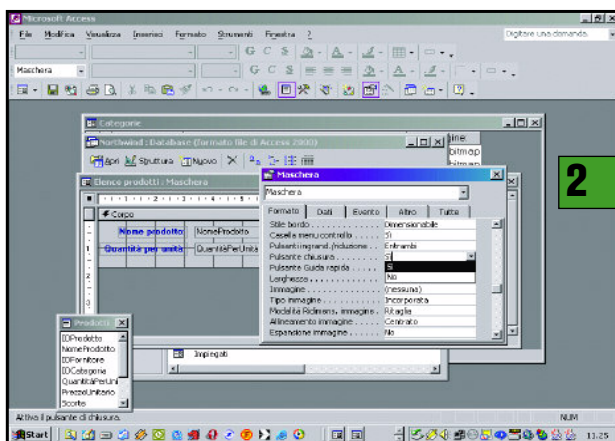 Microsoft Access
File Modifica Visualizza Inserisci Formato Strumenti Finestra ?
Digitare una domanda.
G C S
Maschera
G C S
Categorie
Northwind : Database (formato file di Access 2000)
Apri Struttura Nuovo
bitmap
bitmap
Elenco prodotti : Maschera
Corpo
Nome prodotto: NomeProdotto
Quantità per unità: QuantitàPerUnità
Maschera
Maschera
Formato Dati Evento Altro Tutte
Stile bordo Dimensionabile
Casella menu controllo Sì
Pulsanti ingrand./riduzione Entrambi
Pulsante chiusura Sì
Pulsante Guida rapida Sì
Larghezza No
Immagine (nessuna)
Tipo immagine Incorporata
Modalità Ridimens. immagine Ritaglia
Allineamento immagine Centrato
Espansione immagine No
Prodotti
IDProdotto
NomeProdotto
IDFornitore
IDCategoria
QuantitàPerUni
PrezzoUnitario
Scorte
Impiegati
Attiva il pulsante di chiusura.
NUM
Start
11.25
2